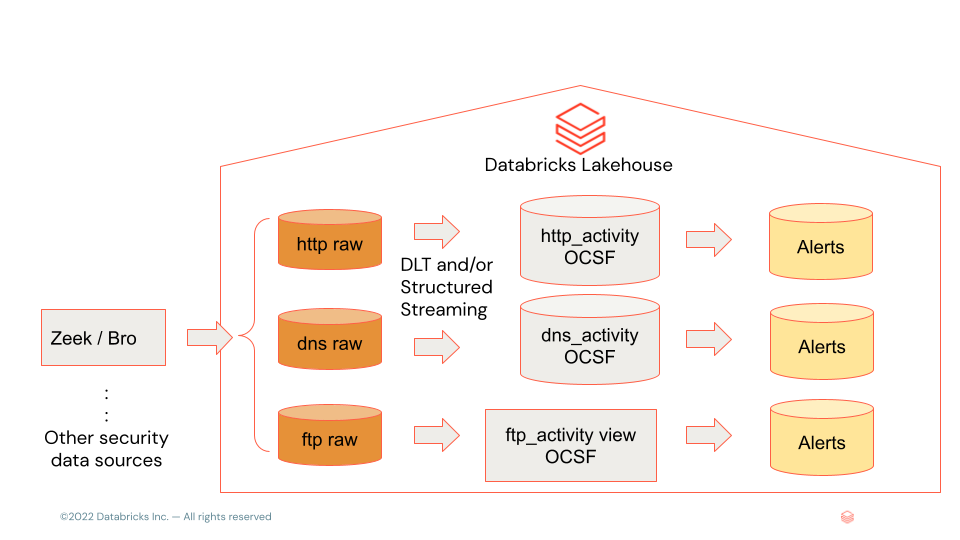 Databricks Lakehouse
http raw
http_activity
OCSF
Alerts
DLT and/or
Structured
Streaming
Zeek / Bro
dns raw
dns_activity
OCSF
Alerts
:
:
Other security
data sources
ftp raw
ftp_activity view
OCSF
Alerts
©2022 Databricks Inc. — All rights reserved